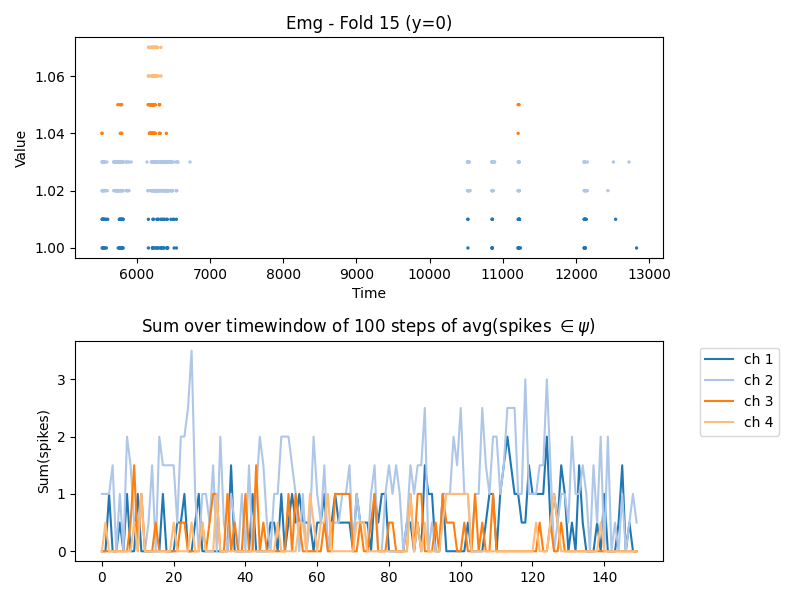 Emg - Fold 15 (y=0)
Value
1.06
1.04
1.02
1.00
6000 7000 8000 9000 10000 11000 12000 13000
Time
Sum over timewindow of 100 steps of avg(spikes ∈ ψ)
Sum(spikes)
3
2
1
0
0 20 40 60 80 100 120 140
ch 1
ch 2
ch 3
ch 4